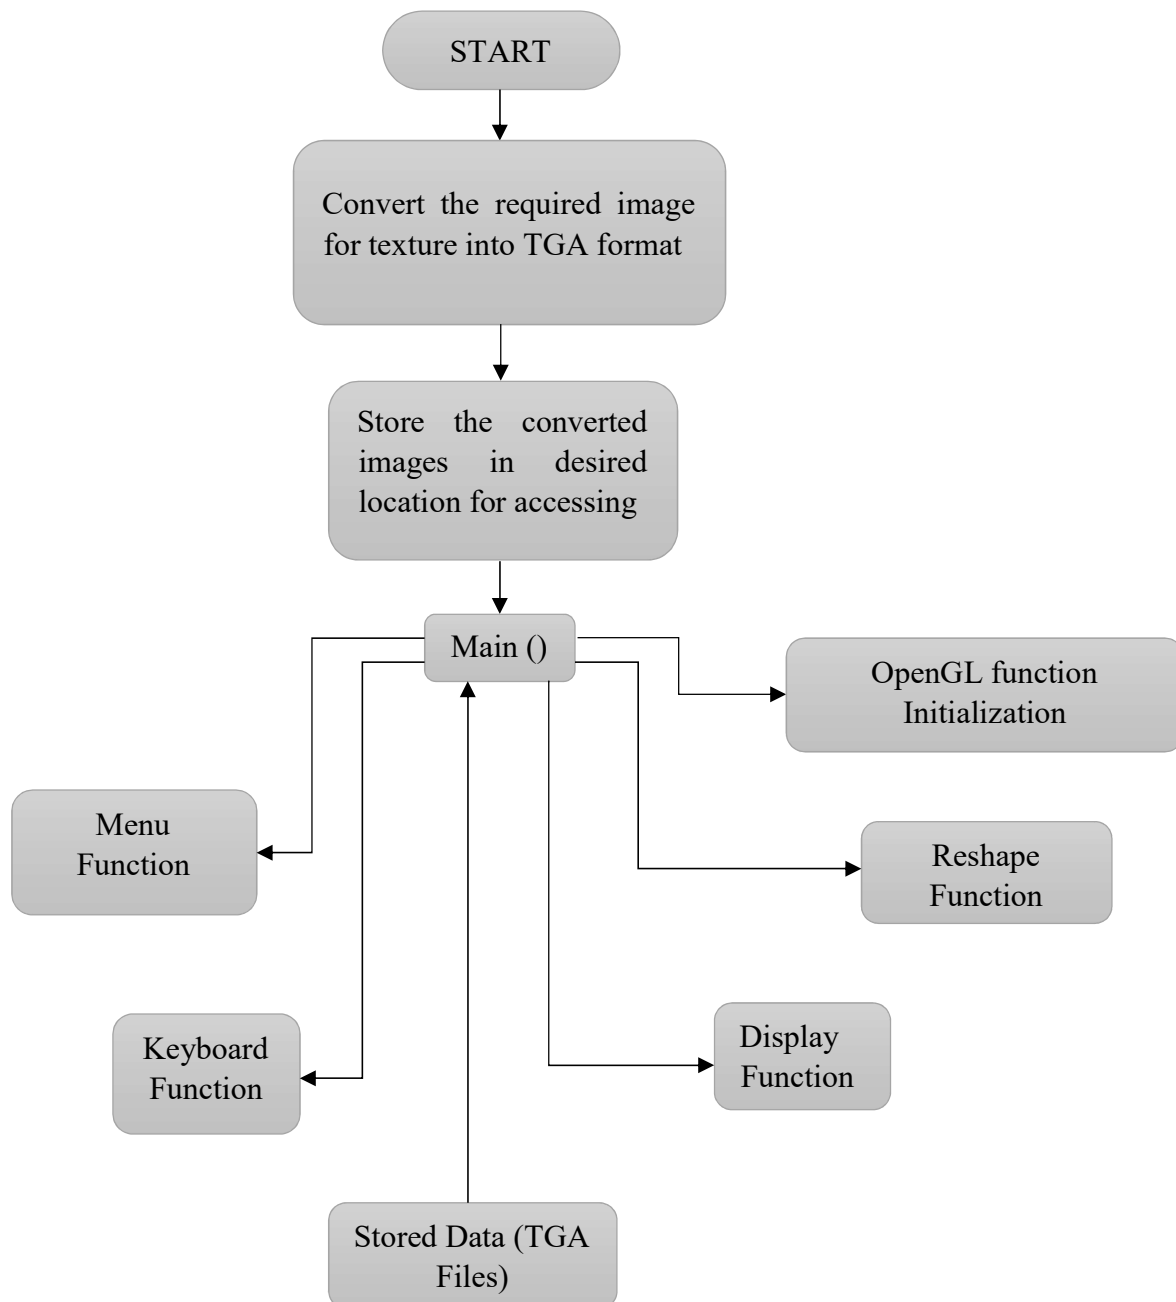 START
Convert the required image
for texture into TGA format
Store the converted
images in desired
location for accessing
Main ()
OpenGL function
Initialization
Menu
Function
Reshape
Function
Keyboard
Function
Display
Function
Stored Data (TGA
Files)